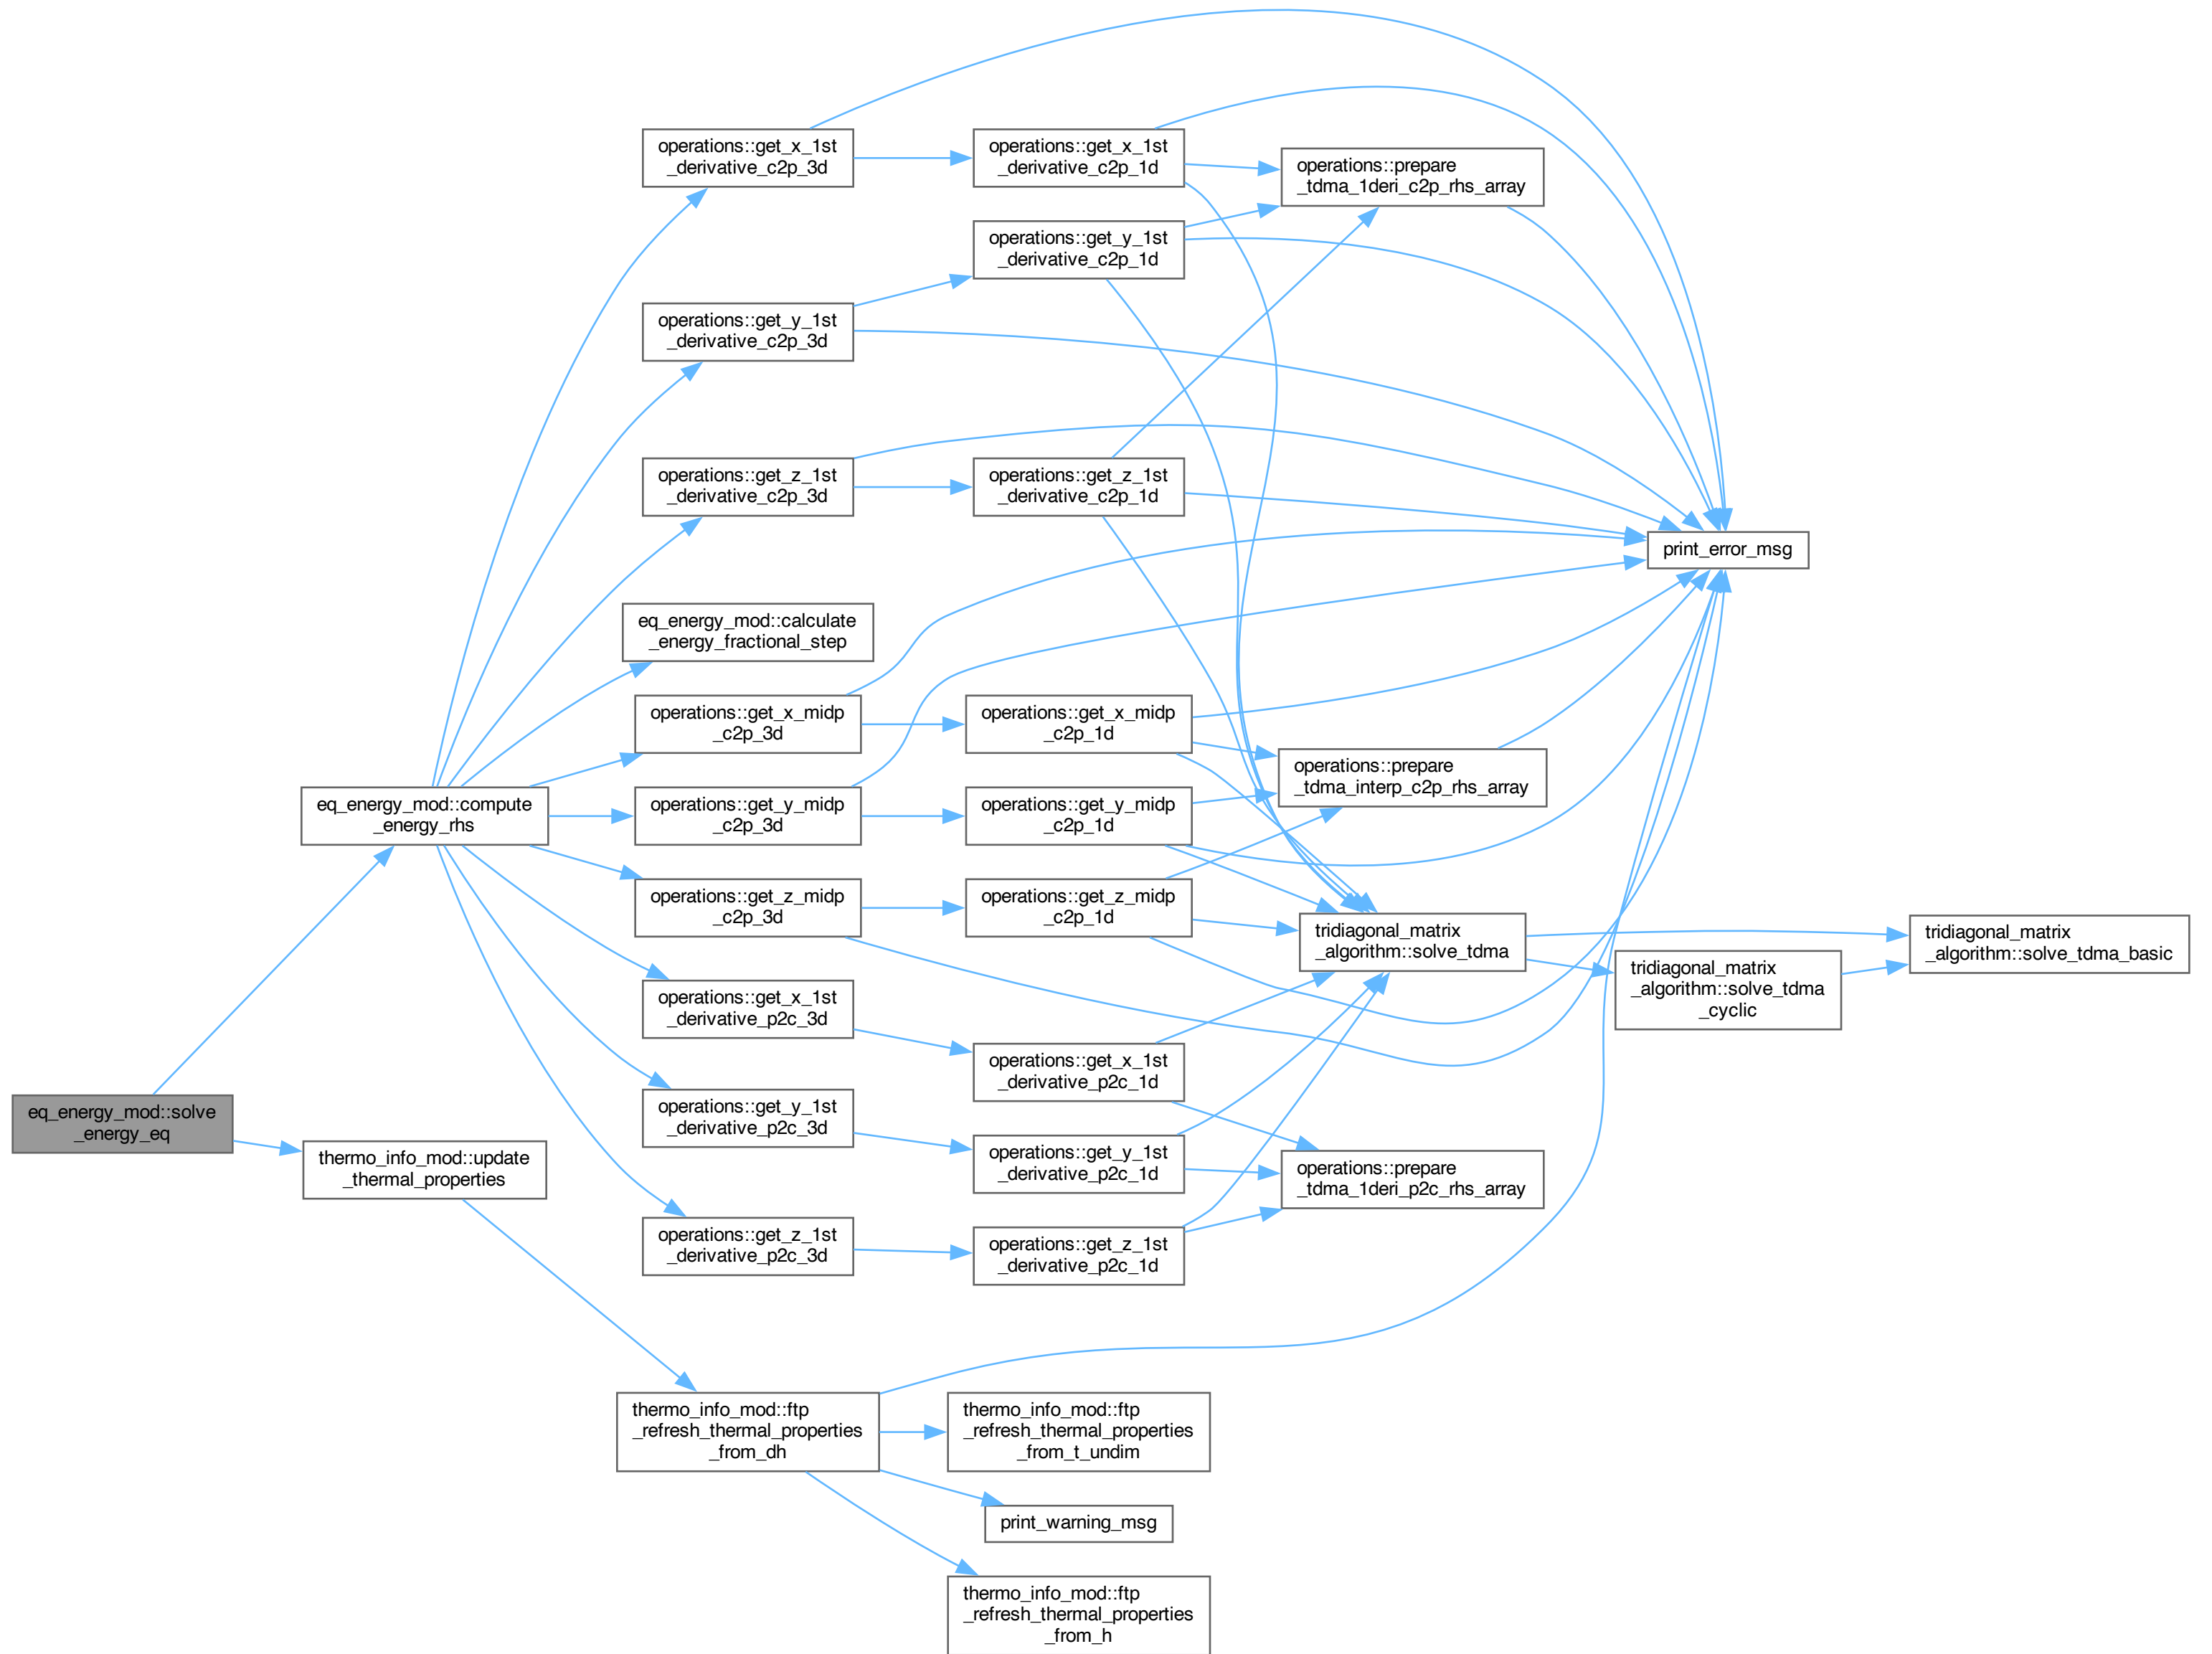 operations::get_x_1st
_derivative_c2p_3d
operations::get_x_1st
_derivative_c2p_1d
operations::prepare
_tdma_1deri_c2p_rhs_array
operations::get_y_1st
_derivative_c2p_1d
operations::get_y_1st
_derivative_c2p_3d
operations::get_z_1st
_derivative_c2p_3d
operations::get_z_1st
_derivative_c2p_1d
print_error_msg
eq_energy_mod::calculate
_energy_fractional_step
operations::get_x_midp
_c2p_3d
operations::get_x_midp
_c2p_1d
operations::prepare
_tdma_interp_c2p_rhs_array
eq_energy_mod::compute
_energy_rhs
operations::get_y_midp
_c2p_3d
operations::get_y_midp
_c2p_1d
operations::get_z_midp
_c2p_3d
operations::get_z_midp
_c2p_1d
tridiagonal_matrix
_algorithm::solve_tdma
tridiagonal_matrix
_algorithm::solve_tdma_basic
tridiagonal_matrix
_algorithm::solve_tdma
_cyclic
operations::get_x_1st
_derivative_p2c_3d
operations::get_x_1st
_derivative_p2c_1d
eq_energy_mod::solve
_energy_eq
operations::get_y_1st
_derivative_p2c_3d
operations::get_y_1st
_derivative_p2c_1d
thermo_info_mod::update
_thermal_properties
operations::prepare
_tdma_1deri_p2c_rhs_array
operations::get_z_1st
_derivative_p2c_3d
operations::get_z_1st
_derivative_p2c_1d
thermo_info_mod::ftp
_refresh_thermal_properties
_from_dh
thermo_info_mod::ftp
_refresh_thermal_properties
_from_t_undim
print_warning_msg
thermo_info_mod::ftp
_refresh_thermal_properties
_from_h